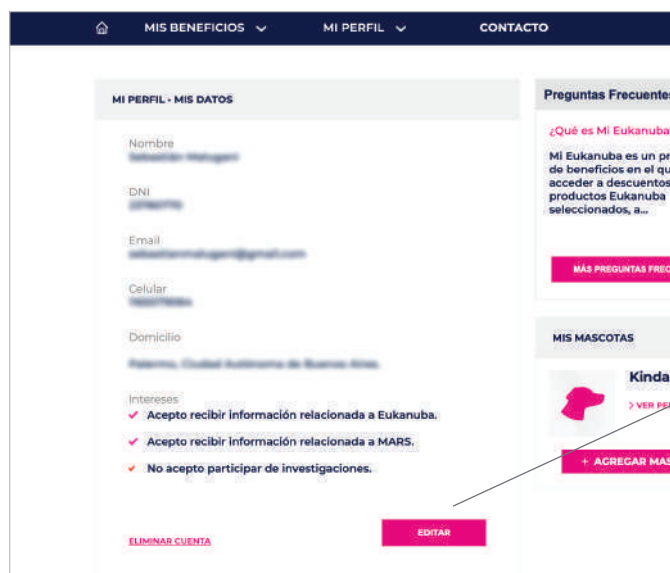 MIS BENEFICIOS
MI PERFIL
CONTACTO
MI PERFIL - MIS DATOS
Nombre
DNI
Email
Celular
Domicilio
Intereses
Acepto recibir información relacionada a Eukanuba.
Acepto recibir información relacionada a MARS.
No acepto participar de investigaciones.
ELIMINAR CUENTA
EDITAR
Preguntas Frecuentes
¿Qué es Mi Eukanuba
Mi Eukanuba es un pr
de beneficios en el qu
acceder a descuentos
productos Eukanuba
seleccionados, a...
MÁS PREGUNTAS FREC
MIS MASCOTAS
Kinda
> VER PE
+ AGREGAR MAS